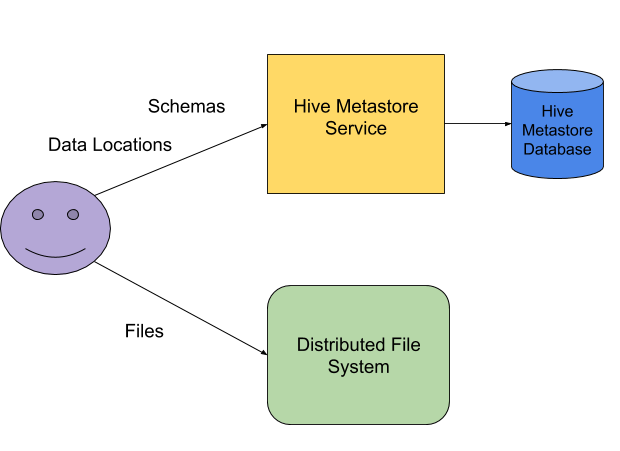 Schemas
Data Locations
Hive Metastore
Service
Hive
Metastore
Database
Files
Distributed File
System